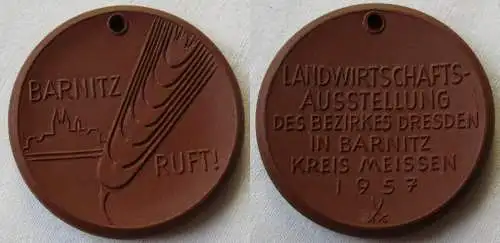 BARNITZ
RUFT!
LANDWIRTSCHAFTS-
AUSSTELLUNG
DES BEZIRKES DRESDEN
IN BARNITZ
KREIS MEISSEN
1957